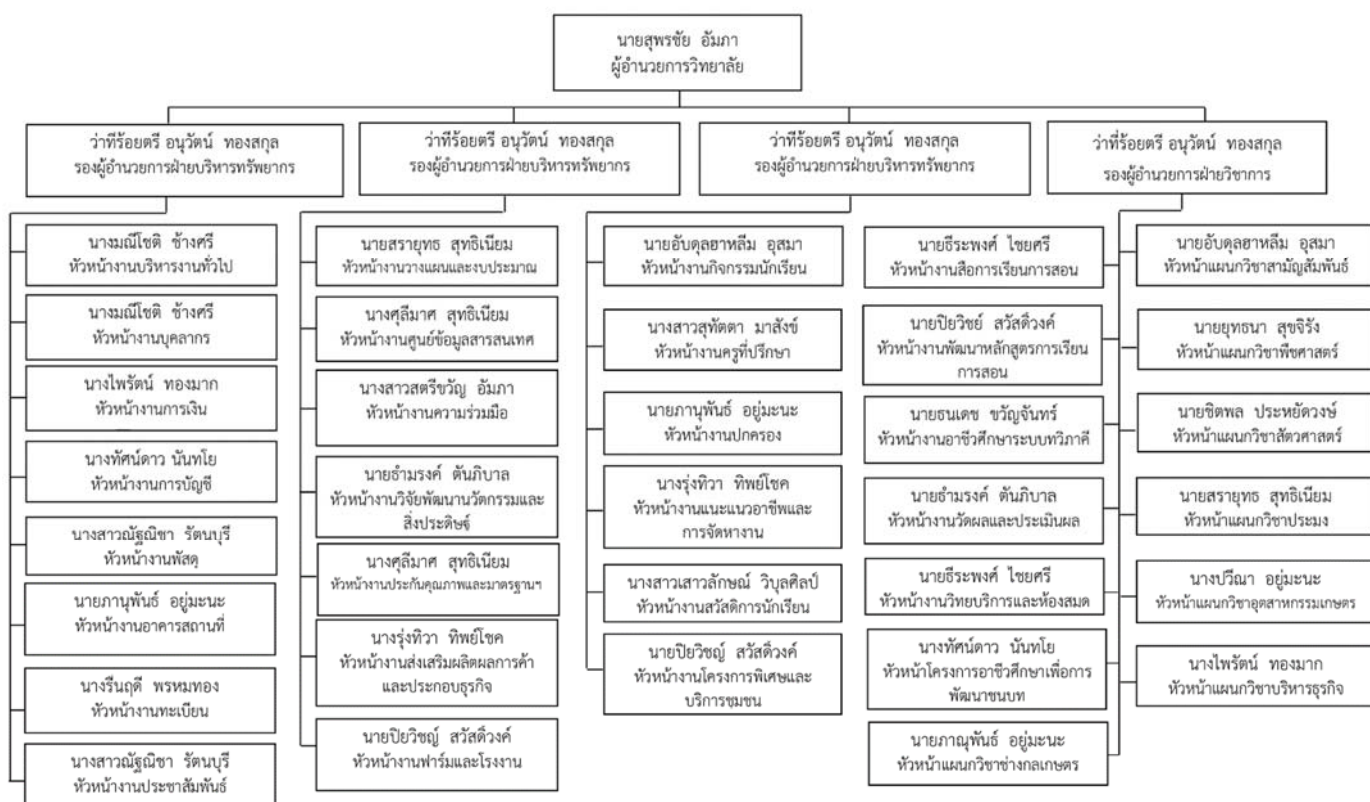 นายสุพรชัย อัมภา
ผู้อำนวยการวิทยาลัย
ว่าที่ร้อยตรี อนุวัตน์ ทองสกุล
รองผู้อำนวยการฝ่ายบริหารทรัพยากร
ว่าที่ร้อยตรี อนุวัตน์ ทองสกุล
รองผู้อำนวยการฝ่ายบริหารทรัพยากร
ว่าที่ร้อยตรี อนุวัตน์ ทองสกุล
รองผู้อำนวยการฝ่ายบริหารทรัพยากร
ว่าที่ร้อยตรี อนุวัตน์ ทองสกุล
รองผู้อำนวยการฝ่ายวิชาการ
นางมณีโชติ ช้างศรี
หัวหน้างานบริหารงานทั่วไป
นางมณีโชติ ช้างศรี
หัวหน้างานบุคลากร
นางไพรัตน์ ทองมาก
หัวหน้างานการเงิน
นางทัศน์ดาว นันทโย
หัวหน้างานการบัญชี
นางสาวณัฐณิชา รัตนบุรี
หัวหน้างานพัสดุ
นายภานุพันธ์ อยู่มะนะ
หัวหน้างานอาคารสถานที่
นางรื่นฤดี พรหมทอง
หัวหน้างานทะเบียน
นางสาวณัฐณิชา รัตนบุรี
หัวหน้างานประชาสัมพันธ์
นายสรายุทธ สุทธิเนียม
หัวหน้างานวางแผนและงบประมาณ
นางศุลีมาศ สุทธิเนียม
หัวหน้างานศูนย์ข้อมูลสารสนเทศ
นางสาวสตรีขวัญ อัมภา
หัวหน้างานความร่วมมือ
นายธำมรงค์ ตันภิบาล
หัวหน้างานวิจัยพัฒนานวัตกรรมและ
สิ่งประดิษฐ์
นางศุลีมาศ สุทธิเนียม
หัวหน้างานประกันคุณภาพและมาตรฐานฯ
นางรุ่งทิวา ทิพย์โชค
หัวหน้างานส่งเสริมผลิตผลการค้า
และประกอบธุรกิจ
นายปิยวิชญ์ สวัสดิ์วงค์
หัวหน้างานฟาร์มและโรงงาน
นายอับดุลฮาหลีม อุสมา
หัวหน้างานกิจกรรมนักเรียน
นางสาวสุทัตตา มาสังข์
หัวหน้างานครูที่ปรึกษา
นายภานุพันธ์ อยู่มะนะ
หัวหน้างานปกครอง
นางรุ่งทิวา ทิพย์โชค
หัวหน้างานแนะแนวอาชีพและ
การจัดหางาน
นางสาวเสาวลักษณ์ วิบุลศิลป์
หัวหน้างานสวัสดิการนักเรียน
นายปิยวิชญ์ สวัสดิ์วงค์
หัวหน้างานโครงการพิเศษและ
บริการชุมชน
นายธีระพงศ์ ไชยศรี
หัวหน้างานสื่อการเรียนการสอน
นายปิยวิชย์ สวัสดิ์วงค์
หัวหน้างานพัฒนาหลักสูตรการเรียน
การสอน
นายธนเดช ขวัญจันทร์
หัวหน้างานอาชีวศึกษาระบบทวิภาคี
นายธำมรงค์ ตันภิบาล
หัวหน้างานวัดผลและประเมินผล
นายธีระพงศ์ ไชยศรี
หัวหน้างานวิทยบริการและห้องสมุด
นางทัศน์ดาว นันทโย
หัวหน้าโครงการอาชีวศึกษาเพื่อการ
พัฒนาชนบท
นายภาณุพันธ์ อยู่มะนะ
หัวหน้าแผนกวิชาช่างกลเกษตร
นายอับดุลฮาหลีม อุสมา
หัวหน้าแผนกวิชาสามัญสัมพันธ์
นายยุทธนา สุขจิรัง
หัวหน้าแผนกวิชาพืชศาสตร์
นายชิตพล ประหยัดวงษ์
หัวหน้าแผนกวิชาสัตวศาสตร์
นายสรายุทธ สุทธิเนียม
หัวหน้าแผนกวิชาประมง
นางปวีณา อยู่มะนะ
หัวหน้าแผนกวิชาอุตสาหกรรมเกษตร
นางไพรัตน์ ทองมาก
หัวหน้าแผนกวิชาบริหารธุรกิจ